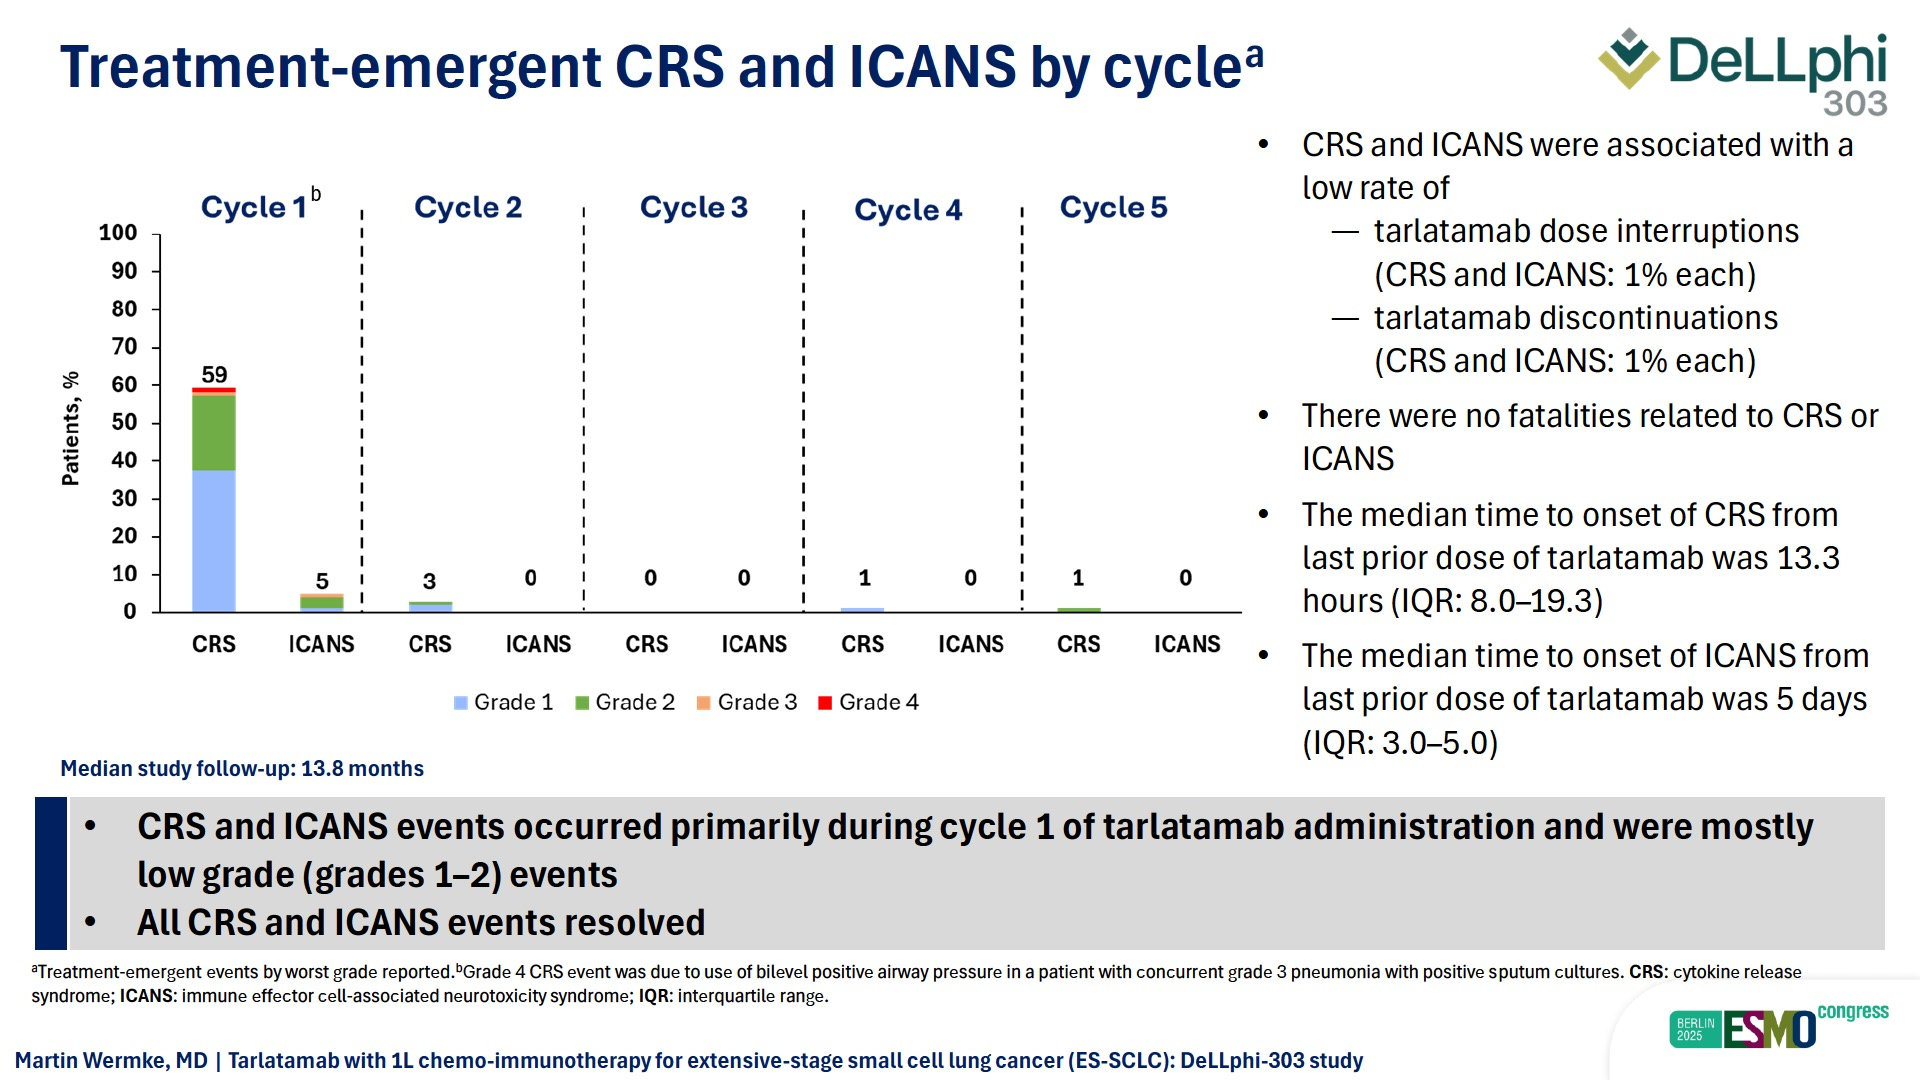 Treatment-emergent CRS and ICANS by cycleᵃ
DeLLphi
303
Cycle 1ᵇ
Cycle 2
Cycle 3
Cycle 4
Cycle 5
Patients, %
100
90
80
70
60
50
40
30
20
10
0
59
5
3
0
0
0
1
0
1
0
CRS ICANS CRS ICANS CRS ICANS CRS ICANS CRS ICANS
Grade 1 Grade 2 Grade 3 Grade 4
Median study follow-up: 13.8 months
• CRS and ICANS were associated with a
low rate of
— tarlatamab dose interruptions
(CRS and ICANS: 1% each)
— tarlatamab discontinuations
(CRS and ICANS: 1% each)
• There were no fatalities related to CRS or
ICANS
• The median time to onset of CRS from
last prior dose of tarlatamab was 13.3
hours (IQR: 8.0–19.3)
• The median time to onset of ICANS from
last prior dose of tarlatamab was 5 days
(IQR: 3.0–5.0)
• CRS and ICANS events occurred primarily during cycle 1 of tarlatamab administration and were mostly
low grade (grades 1–2) events
• All CRS and ICANS events resolved
ᵃTreatment-emergent events by worst grade reported.ᵇGrade 4 CRS event was due to use of bilevel positive airway pressure in a patient with concurrent grade 3 pneumonia with positive sputum cultures. CRS: cytokine release
syndrome; ICANS: immune effector cell-associated neurotoxicity syndrome; IQR: interquartile range.
Martin Wermke, MD | Tarlatamab with 1L chemo-immunotherapy for extensive-stage small cell lung cancer (ES-SCLC): DeLLphi-303 study
BERLIN
2025
ESMO congress